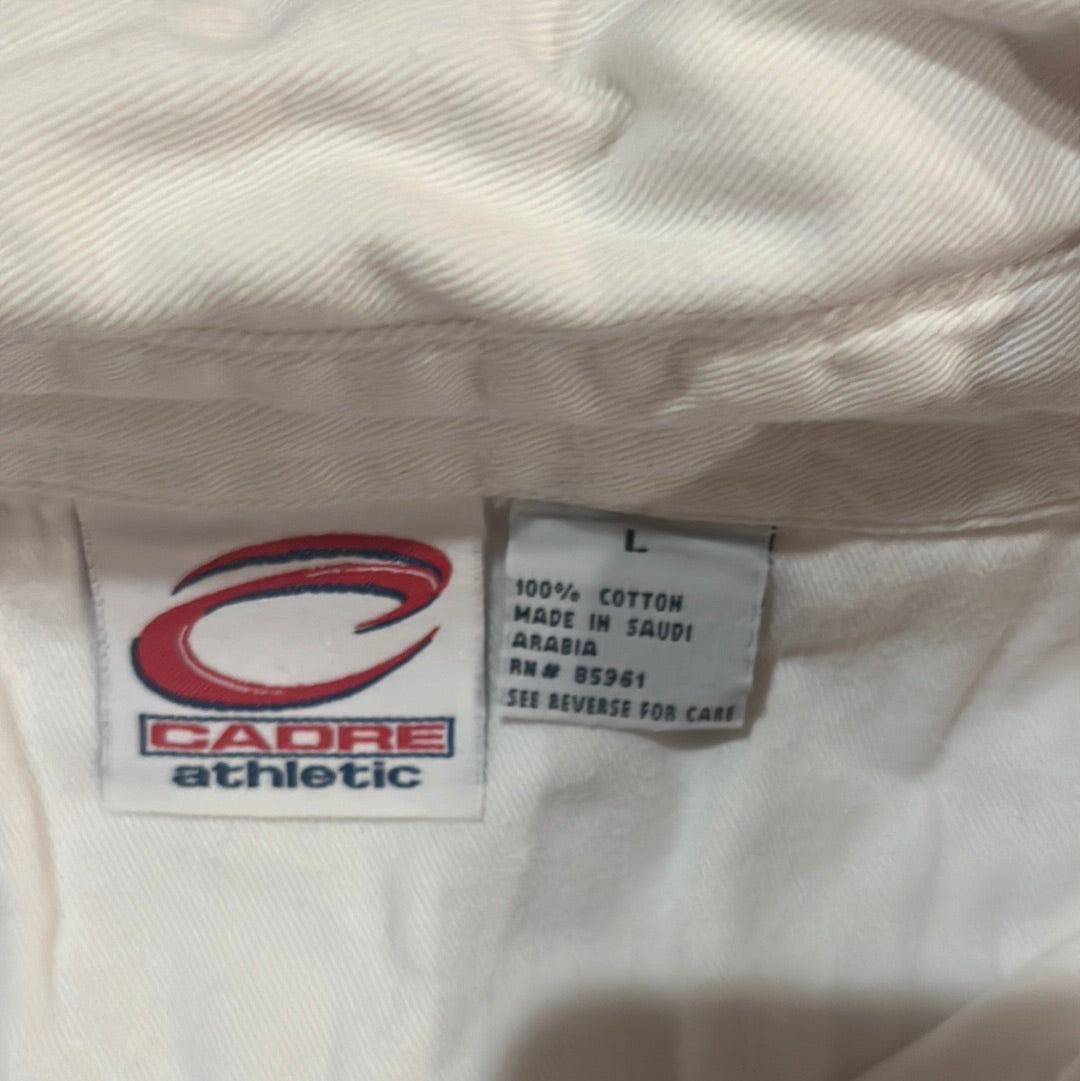 CADRE
athletic
L
100% COTTON
MADE IN SAUDI
ARABIA
RN# 85961
SEE REVERSE FOR CARE